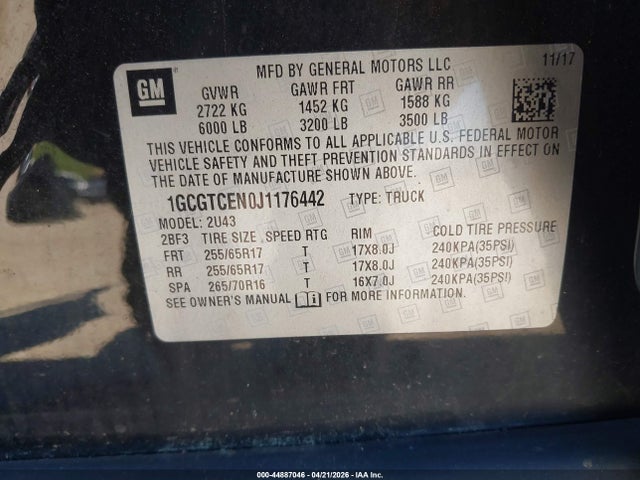 GM
MFD BY GENERAL MOTORS LLC 11/17
GVWR GAWR FRT GAWR RR
2722 KG 1452 KG 1588 KG
6000 LB 3200 LB 3500 LB
THIS VEHICLE CONFORMS TO ALL APPLICABLE U.S. FEDERAL MOTOR
VEHICLE SAFETY AND THEFT PREVENTION STANDARDS IN EFFECT ON
THE DATE OF MANUFACTURE SHOWN ABOVE.
1GCGTCEN0J1176442 TYPE: TRUCK
MODEL: 2U43
2BF3 TIRE SIZE SPEED RTG RIM COLD TIRE PRESSURE
FRT 255/65R17 T 17X8.0J 240KPA(35PSI)
RR 255/65R17 T 17X8.0J 240KPA(35PSI)
SPA 265/70R16 T 16X7.0J 240KPA(35PSI)
SEE OWNER'S MANUAL FOR MORE INFORMATION.
000-44887046 - 04/21/2026 - IAA Inc.